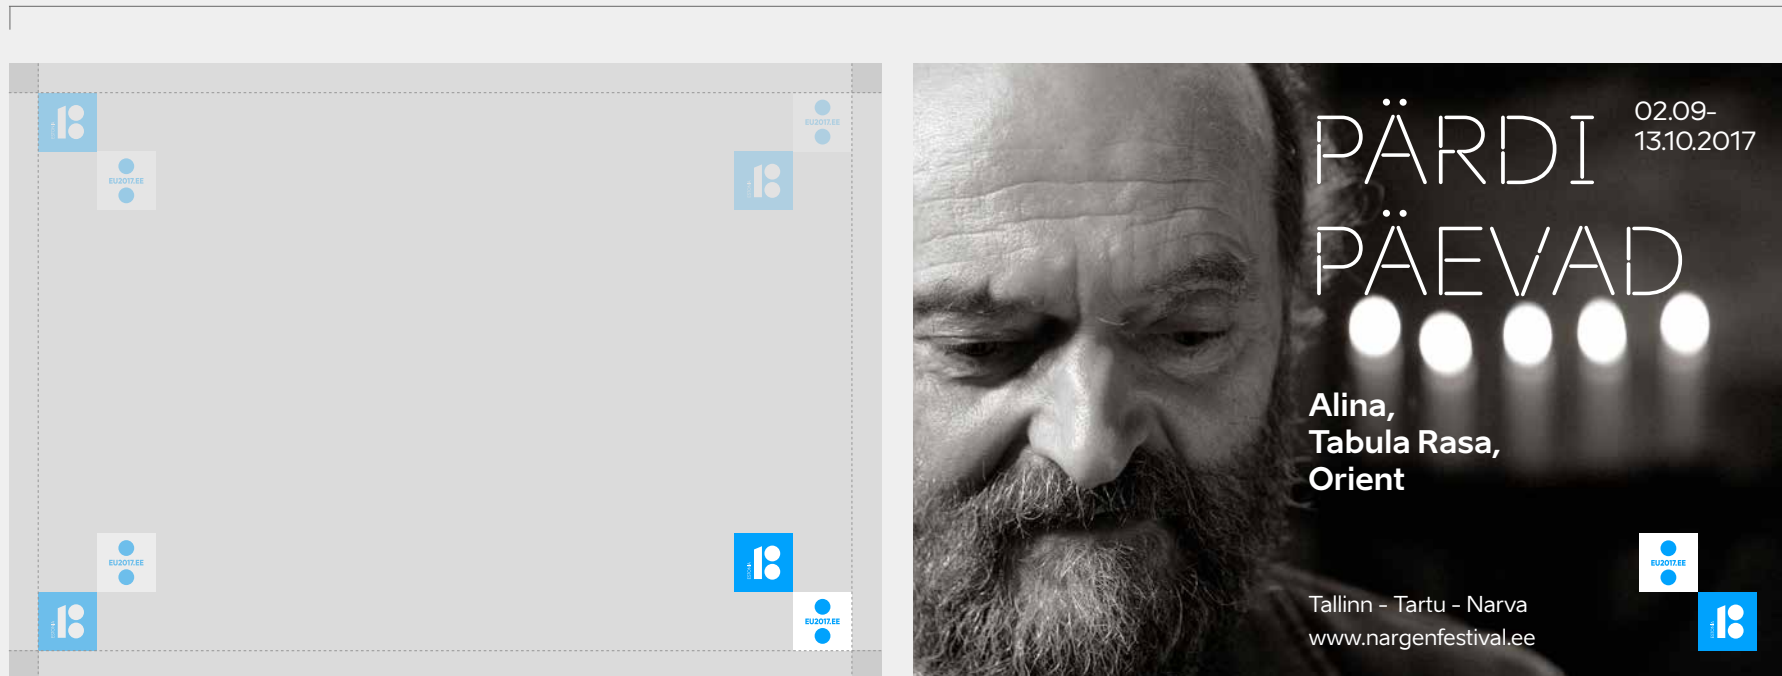 EU2017.EE
EU2017.EE
EU2017.EE
EU2017.EE
PÄRDI
PÄEVAD
02.09-
13.10.2017
Alina,
Tabula Rasa,
Orient
EU2017.EE
Tallinn - Tartu - Narva
www.nargenfestival.ee